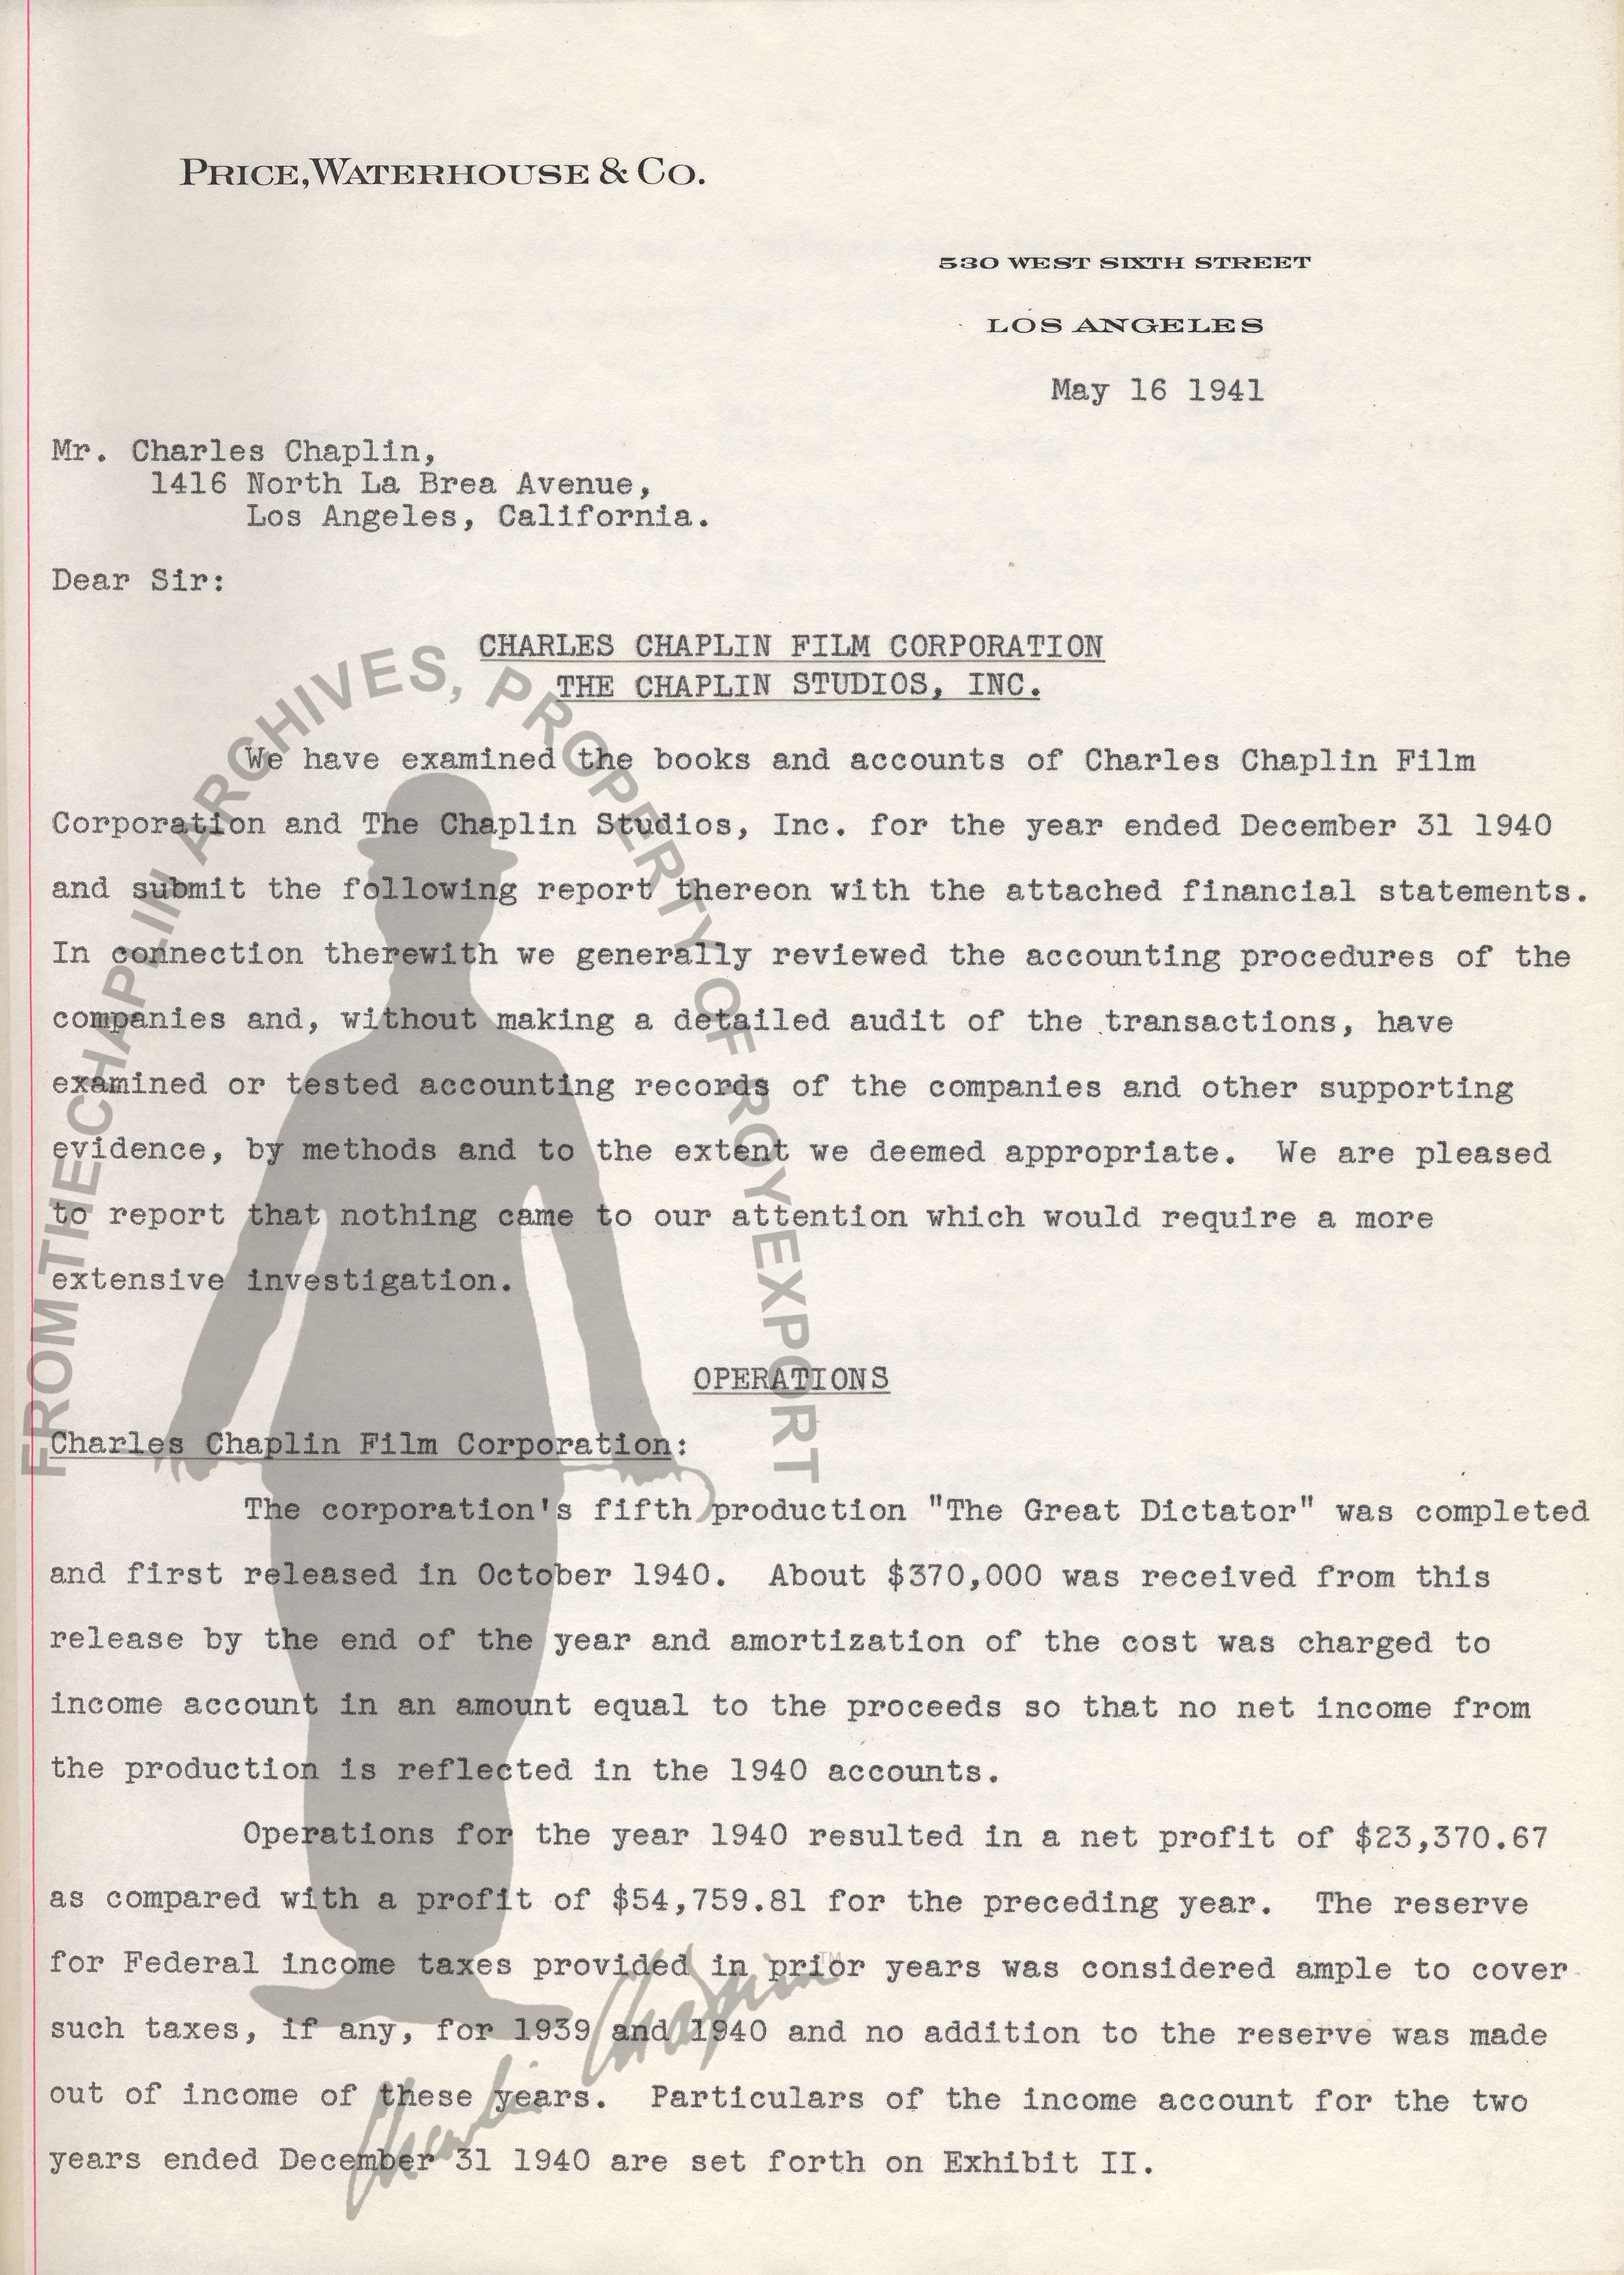 PRICE, WATERHOUSE & CO.
530 WEST SIXTH STREET
LOS ANGELES
May 16 1941
Mr. Charles Chaplin,
1416 North La Brea Avenue,
Los Angeles, California.
Dear Sir:
CHARLES CHAPLIN FILM CORPORATION
THE CHAPLIN STUDIOS, INC.
We have examined the books and accounts of Charles Chaplin Film
Corporation and The Chaplin Studios, Inc. for the year ended December 31 1940
and submit the following report thereon with the attached financial statements.
In connection therewith we generally reviewed the accounting procedures of the
companies and, without making a detailed audit of the transactions, have
examined or tested accounting records of the companies and other supporting
evidence, by methods and to the extent we deemed appropriate. We are pleased
to report that nothing came to our attention which would require a more
extensive investigation.
OPERATIONS
Charles Chaplin Film Corporation:
The corporation's fifth production "The Great Dictator" was completed
and first released in October 1940. About $370,000 was received from this
release by the end of the year and amortization of the cost was charged to
income account in an amount equal to the proceeds so that no net income from
the production is reflected in the 1940 accounts.
Operations for the year 1940 resulted in a net profit of $23,370.67
as compared with a profit of $54,759.81 for the preceding year. The reserve
for Federal income taxes provided in prior years was considered ample to cover
such taxes, if any, for 1939 and 1940 and no addition to the reserve was made
out of income of these years. Particulars of the income account for the two
years ended December 31 1940 are set forth on Exhibit II.
FROM THE CHAPLIN ARCHIVES, PROPERTY OF ROY EXPORT
Charlie Chaplin TM